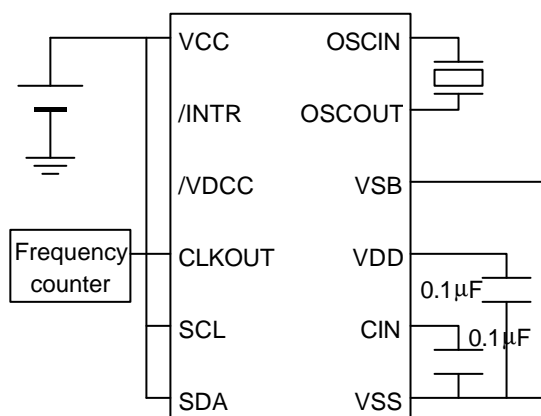 VCC OSCIN
/INTR OSCOUT
/VDCC VSB
Frequency
counter
CLKOUT VDD
0.1μF
SCL CIN
0.1μF
SDA VSS